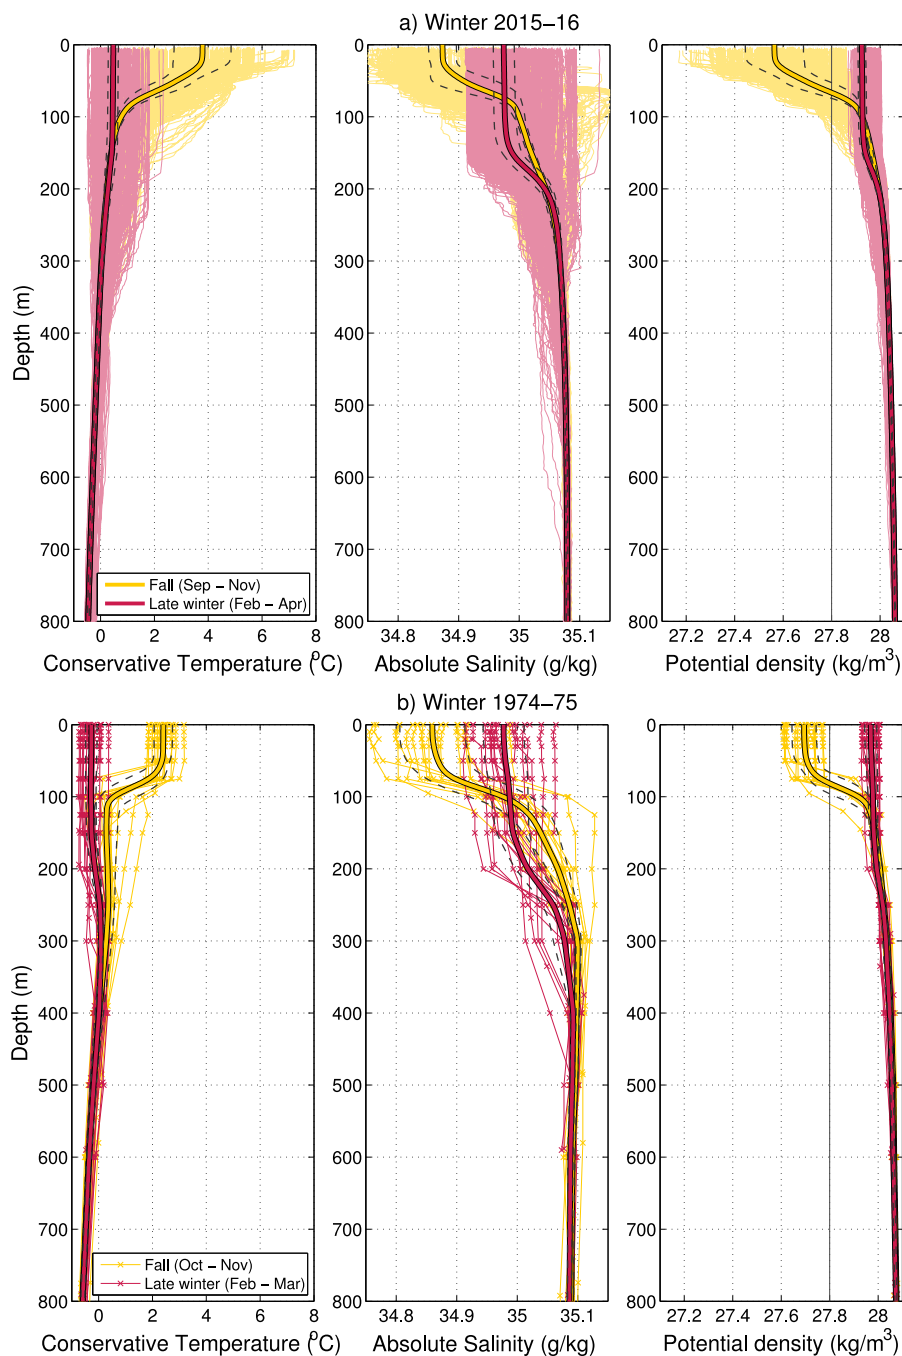 a) Winter 2015−16
0
100
200
300
400
500
600
700
800
Depth (m)
Fall (Sep − Nov)
Late winter (Feb − Apr)
0 2 4 6 8
34.8 34.9 35 35.1
27.2 27.4 27.6 27.8 28
Conservative Temperature (°C)
Absolute Salinity (g/kg)
Potential density (kg/m³)
b) Winter 1974−75
0
100
200
300
400
500
600
700
800
Depth (m)
Fall (Oct − Nov)
Late winter (Feb − Mar)
0 2 4 6 8
34.8 34.9 35 35.1
27.2 27.4 27.6 27.8 28
Conservative Temperature (°C)
Absolute Salinity (g/kg)
Potential density (kg/m³)